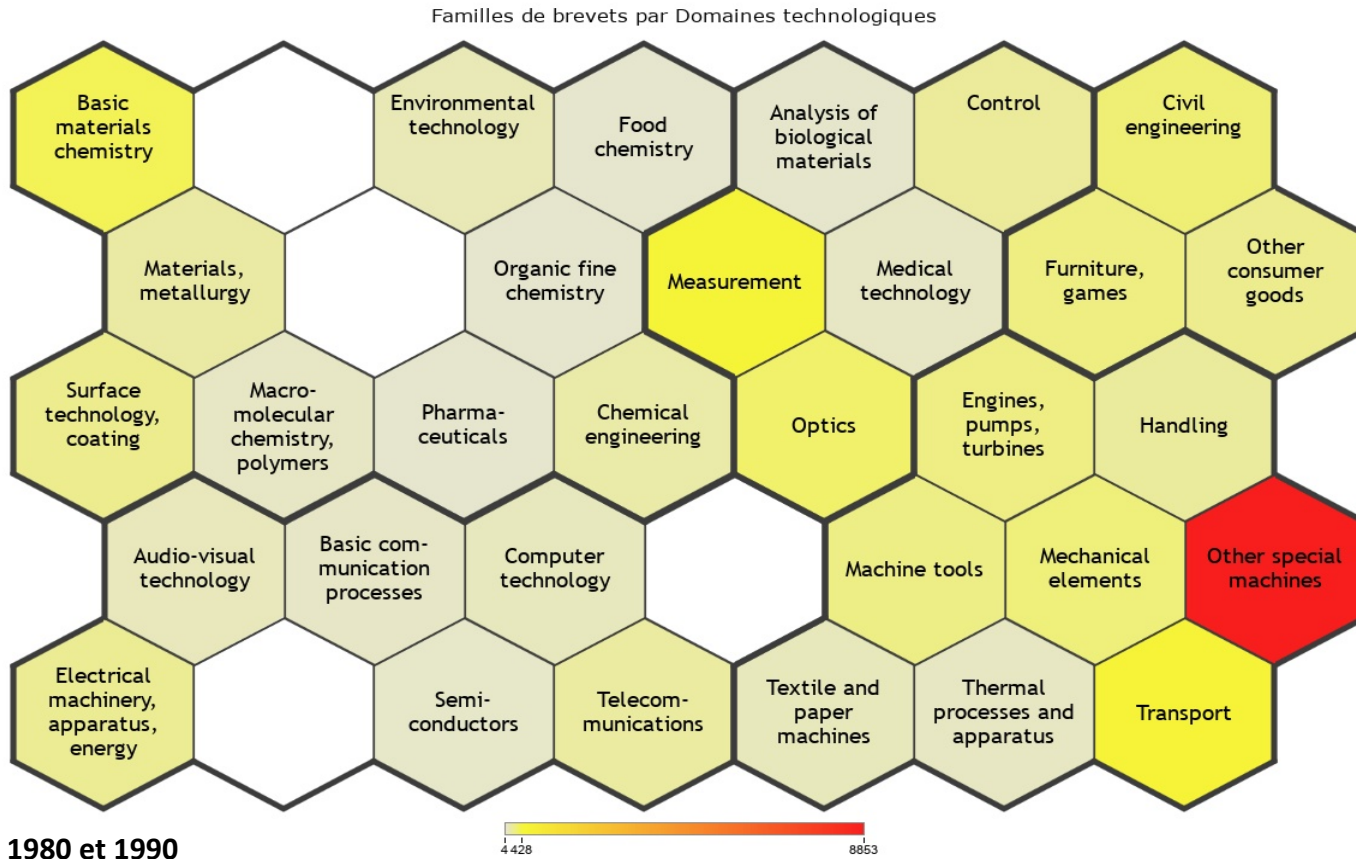 Familles de brevets par Domaines technologiques
Basic
materials
chemistry
Environmental
technology
Food
chemistry
Analysis of
biological
materials
Control
Civil
engineering
Materials,
metallurgy
Organic fine
chemistry
Measurement
Medical
technology
Furniture,
games
Other
consumer
goods
Surface
technology,
coating
Macro-
molecular
chemistry,
polymers
Pharma-
ceuticals
Chemical
engineering
Optics
Engines,
pumps,
turbines
Handling
Audio-visual
technology
Basic com-
munication
processes
Computer
technology
Machine tools
Mechanical
elements
Other special
machines
Electrical
machinery,
apparatus,
energy
Semi-
conductors
Telecom-
munications
Textile and
paper
machines
Thermal
processes and
apparatus
Transport
4 428 8853
1980 et 1990